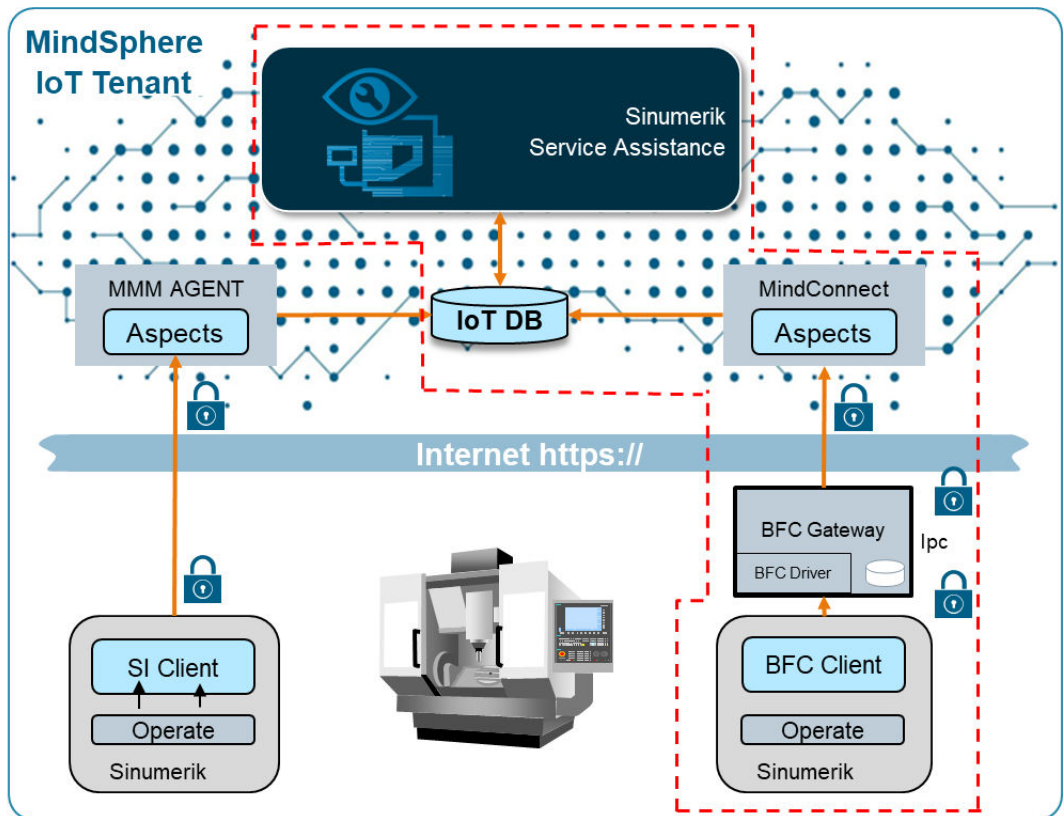 MindSphere
IoT Tenant
Sinumerik
Service Assistance
MMM AGENT
Aspects
IoT DB
MindConnect
Aspects
Internet https://
BFC Gateway
BFC Driver
Ipc
SI Client
Operate
Sinumerik
BFC Client
Operate
Sinumerik